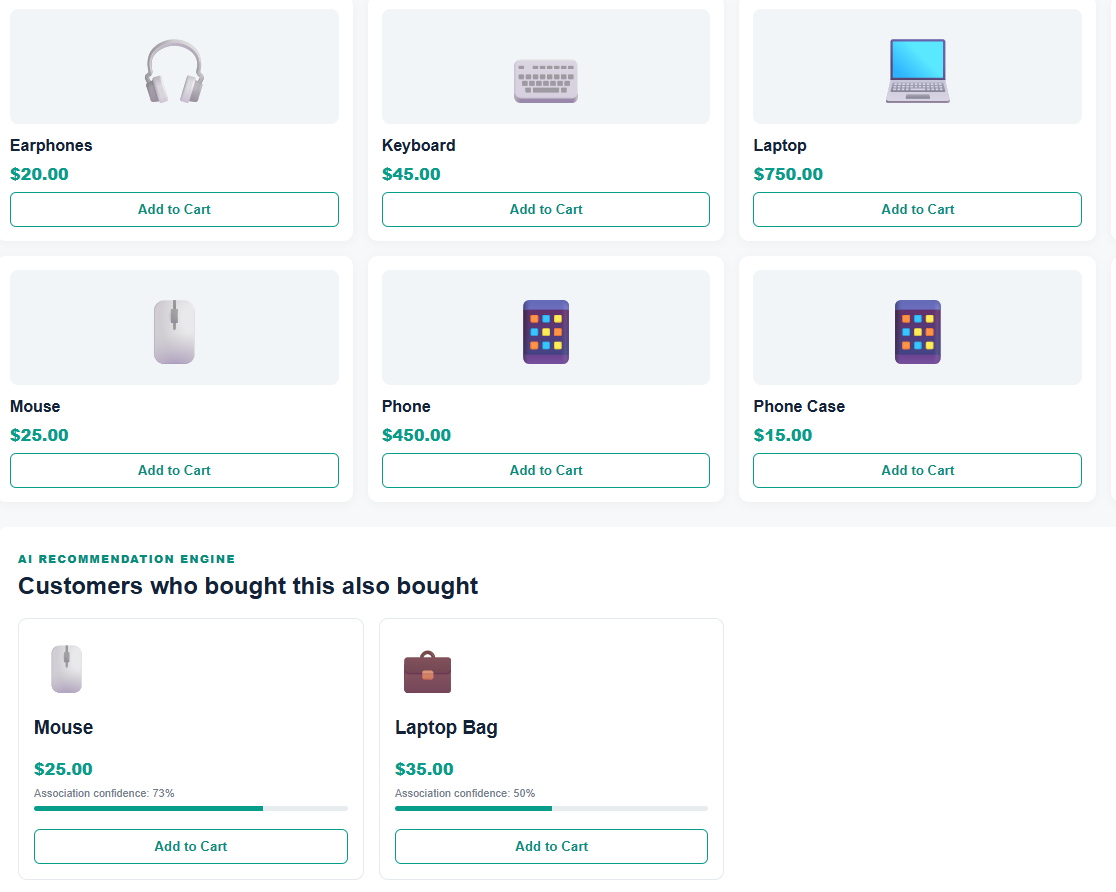 Earphones
$20.00
Add to Cart
Keyboard
$45.00
Add to Cart
Laptop
$750.00
Add to Cart
Mouse
$25.00
Add to Cart
Phone
$450.00
Add to Cart
Phone Case
$15.00
Add to Cart
AI RECOMMENDATION ENGINE
Customers who bought this also bought
Mouse
$25.00
Association confidence: 73%
Add to Cart
Laptop Bag
$35.00
Association confidence: 50%
Add to Cart